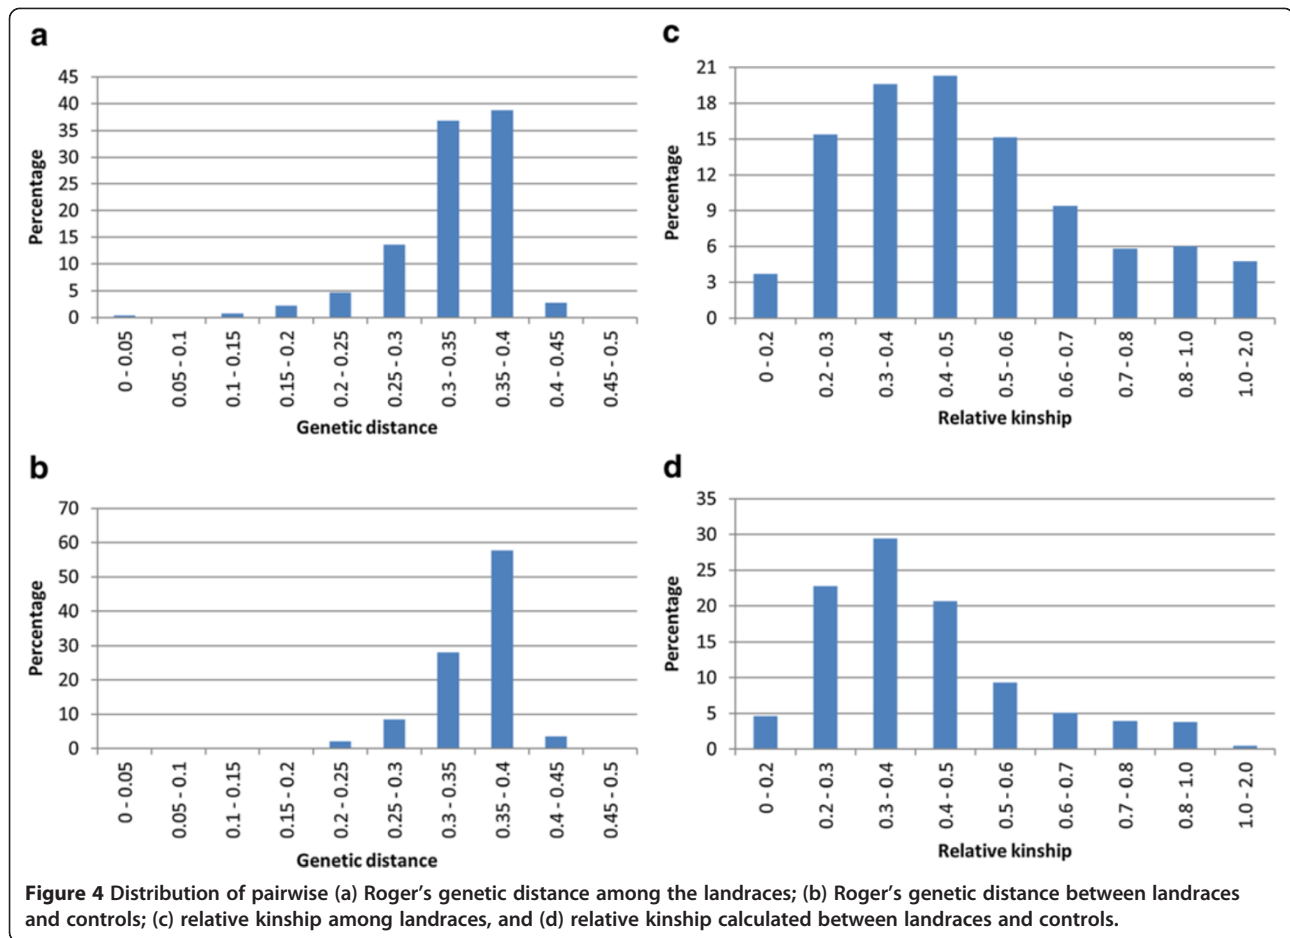 a
45
40
35
30
25
20
15
10
5
0
Percentage
0 - 0.05
0.05 - 0.1
0.1 - 0.15
0.15 - 0.2
0.2 - 0.25
0.25 - 0.3
0.3 - 0.35
0.35 - 0.4
0.4 - 0.45
0.45 - 0.5
Genetic distance
c
21
18
15
12
9
6
3
0
Percentage
0 - 0.2
0.2 - 0.3
0.3 - 0.4
0.4 - 0.5
0.5 - 0.6
0.6 - 0.7
0.7 - 0.8
0.8 - 1.0
1.0 - 2.0
Relative kinship
b
70
60
50
40
30
20
10
0
Percentage
0 - 0.05
0.05 - 0.1
0.1 - 0.15
0.15 - 0.2
0.2 - 0.25
0.25 - 0.3
0.3 - 0.35
0.35 - 0.4
0.4 - 0.45
0.45 - 0.5
Genetic distance
d
35
30
25
20
15
10
5
0
Percentage
0 - 0.2
0.2 - 0.3
0.3 - 0.4
0.4 - 0.5
0.5 - 0.6
0.6 - 0.7
0.7 - 0.8
0.8 - 1.0
1.0 - 2.0
Relative kinship
Figure 4 Distribution of pairwise (a) Roger's genetic distance among the landraces; (b) Roger's genetic distance between landraces
and controls; (c) relative kinship among landraces, and (d) relative kinship calculated between landraces and controls.